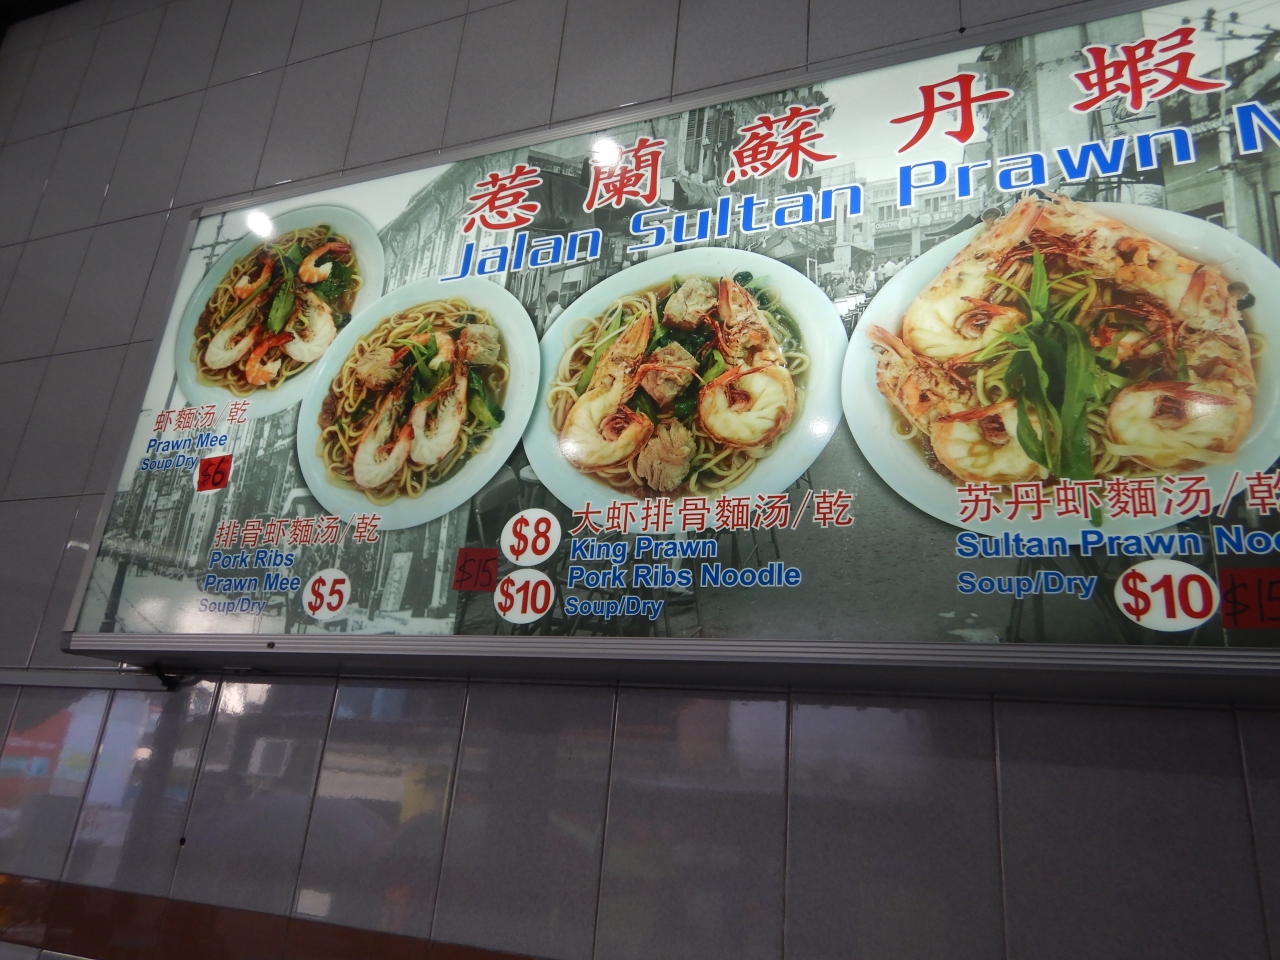 惹蘭蘇丹蝦
Jalan Sultan Prawn
虾麵汤/乾
Prawn Mee
Soup/Dry
$6
排骨虾麵汤/乾
Pork Ribs
Prawn Mee
Soup/Dry
$5
大虾排骨麵汤/乾
King Prawn
Pork Ribs Noodle
Soup/Dry
$8
$10
$15
苏丹虾麵汤/乾
Sultan Prawn
Soup/Dry
$10
$15